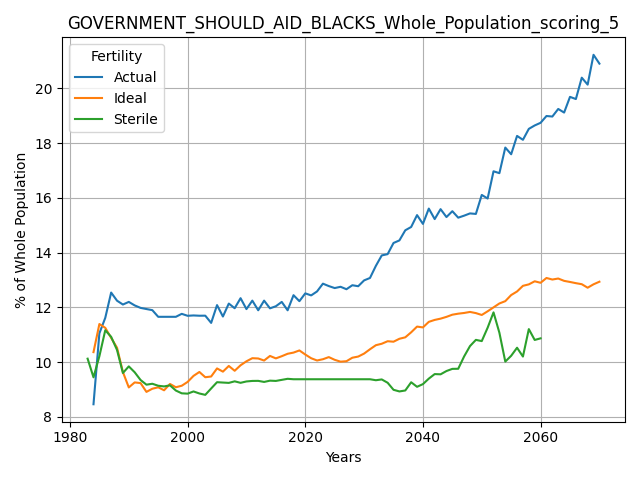 GOVERNMENT_SHOULD_AID_BLACKS_Whole_Population_scoring_5
Fertility
Actual
Ideal
Sterile
% of Whole Population
20
18
16
14
12
10
8
1980
2000
2020
2040
2060
Years